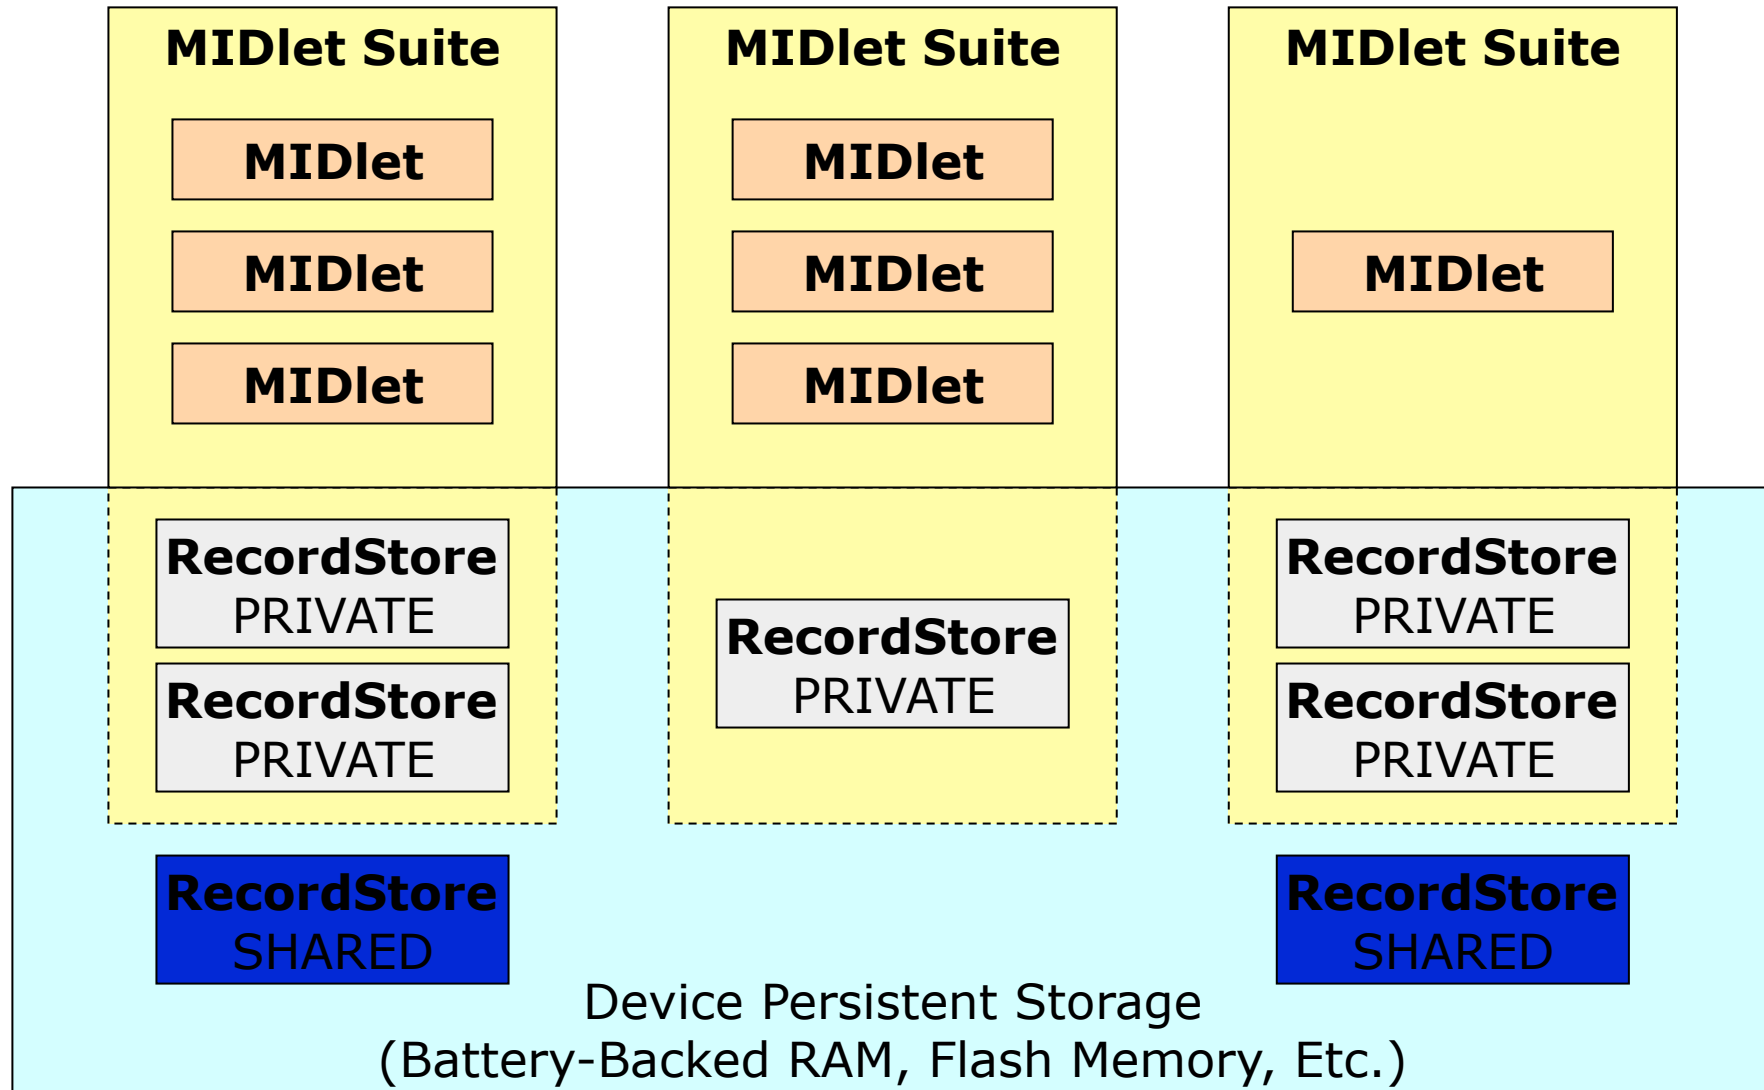 MIDlet Suite
MIDlet
MIDlet
MIDlet
RecordStore
PRIVATE
RecordStore
PRIVATE
RecordStore
SHARED
MIDlet Suite
MIDlet
MIDlet
MIDlet
RecordStore
PRIVATE
MIDlet Suite
MIDlet
RecordStore
PRIVATE
RecordStore
PRIVATE
RecordStore
SHARED
Device Persistent Storage
(Battery-Backed RAM, Flash Memory, Etc.)